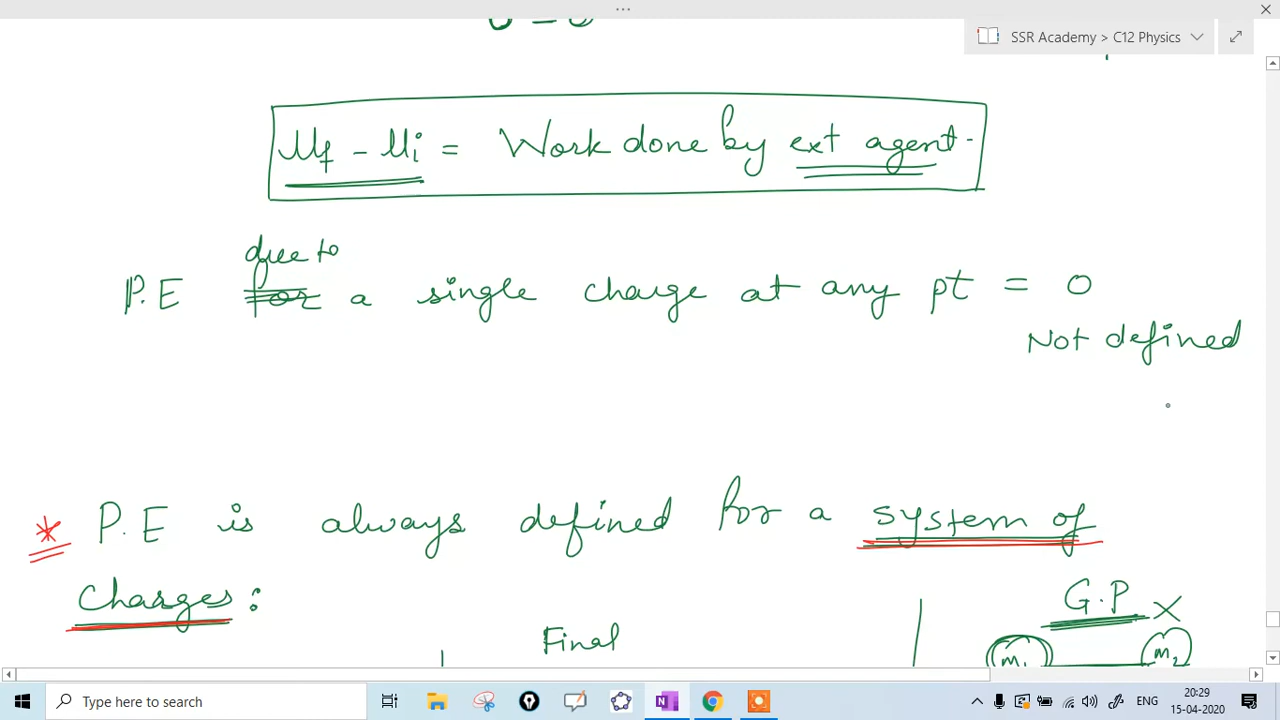 SSR Academy > C12 Physics
Uf - Ui = Work done by ext agent.
due to
P.E for a single charge at any pt = 0
Not defined
* P.E is always defined for a system of
Charges:
G.P ×
Final
m1 m2
Type here to search
ENG
20:29
15-04-2020